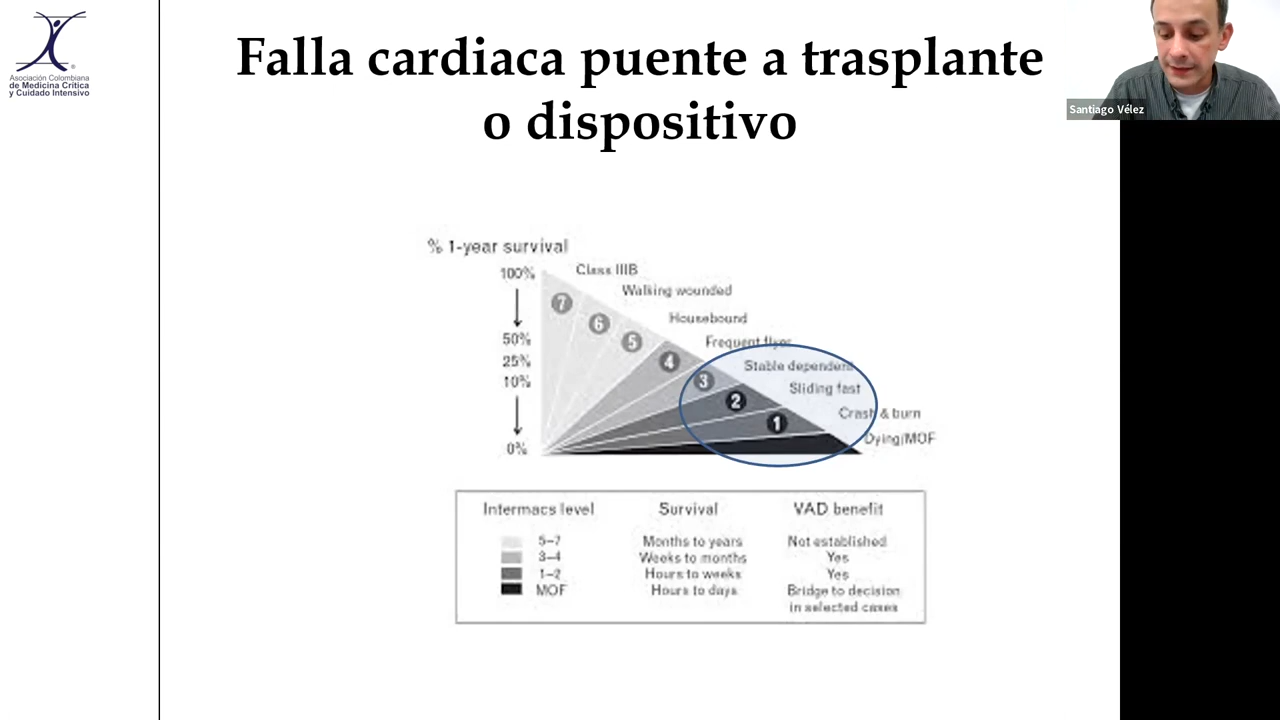 Asociación Colombiana
de Medicina Crítica
y Cuidado Intensivo
®
Falla cardiaca puente a trasplante
o dispositivo
Santiago Vélez
% 1-year survival
100%
50%
25%
10%
0%
Class IIIB
Walking wounded
Housebound
Frequent flyer
Stable dependent
Sliding fast
Crash & burn
Dying/MOF
7
6
5
4
3
2
1
Intermacs level Survival VAD benefit
5–7 Months to years Not established
3–4 Weeks to months Yes
1–2 Hours to weeks Yes
MOF Hours to days Bridge to decision
in selected cases